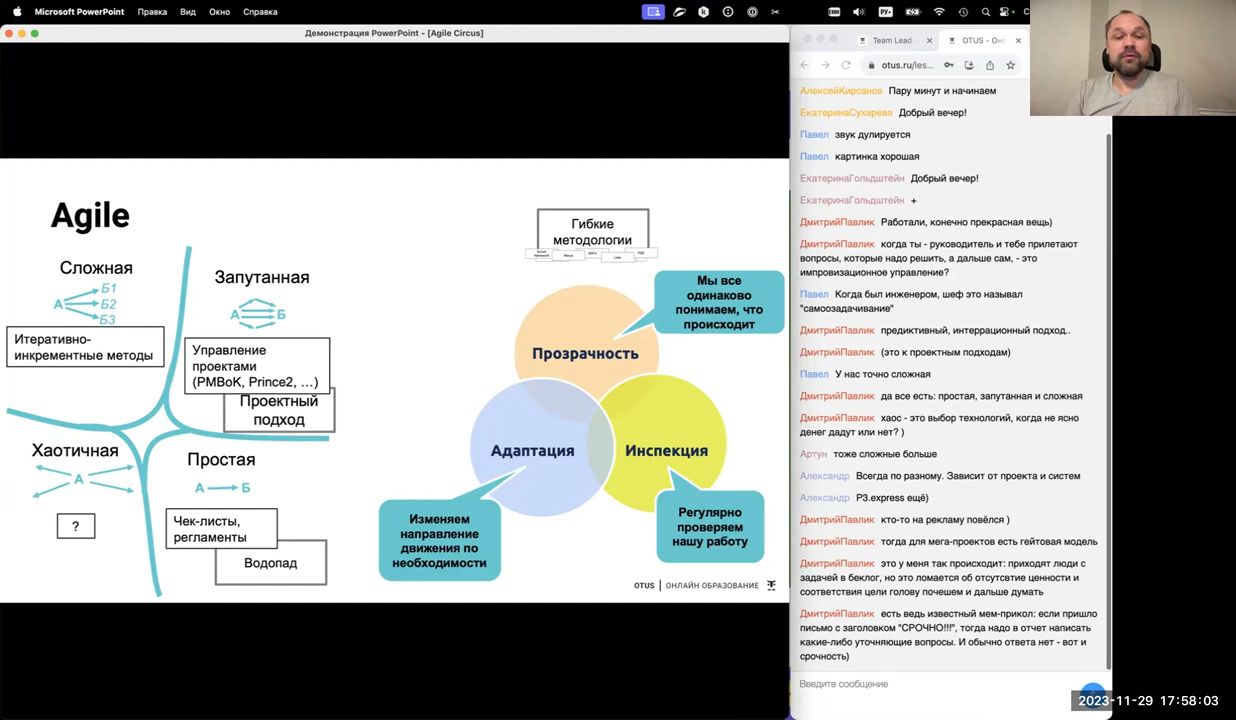 Microsoft PowerPoint Правка Вид Окно Справка
Демонстрация PowerPoint - [Agile Circus]
Agile
Сложная
А
Б1
Б2
Б3
Итеративно-
инкрементные методы
Запутанная
А Б
Управление
проектами
(PMBoK, Prince2, ...)
Проектный
подход
Хаотичная
А
?
Простая
А Б
Чек-листы,
регламенты
Водопад
Гибкие
методологии
Мы все
одинаково
понимаем, что
происходит
Прозрачность
Адаптация
Инспекция
Изменяем
направление
движения по
необходимости
Регулярно
проверяем
нашу работу
OTUS | ОНЛАЙН ОБРАЗОВАНИЕ
РУ
Team Lead:
OTUS - Он
otus.ru/les...
АлексейКирсанов Пару минут и начинаем
ЕкатеринаСухарева Добрый вечер!
Павел звук дулируется
Павел картинка хорошая
ЕкатеринаГольдштейн Добрый вечер!
ЕкатеринаГольдштейн +
ДмитрийПавлик Работали, конечно прекрасная вещь)
ДмитрийПавлик когда ты - руководитель и тебе прилетают
вопросы, которые надо решить, а дальше сам, - это
импровизационное управление?
Павел Когда был инженером, шеф это называл
"самоозадачивание"
ДмитрийПавлик предиктивный, интеррационный подход..
ДмитрийПавлик (это к проектным подходам)
Павел У нас точно сложная
ДмитрийПавлик да все есть: простая, запутанная и сложная
ДмитрийПавлик хаос - это выбор технологий, когда не ясно
денег дадут или нет? )
Артун тоже сложные больше
Александр Всегда по разному. Зависит от проекта и систем
Александр P3.express ещё)
ДмитрийПавлик кто-то на рекламу повёлся )
ДмитрийПавлик тогда для мега-проектов есть гейтовая модель
ДмитрийПавлик это у меня так происходит: приходят люди с
задачей в беклог, но это ломается об отсутсвтие ценности и
соответствия цели голову почешем и дальше думать
ДмитрийПавлик есть ведь известный мем-прикол: если пришло
письмо с заголовком "СРОЧНО!!!", тогда надо в отчет написать
какие-либо уточняющие вопросы. И обычно ответа нет - вот и
срочность)
Введите сообщение
2023-11-29 17:58:03